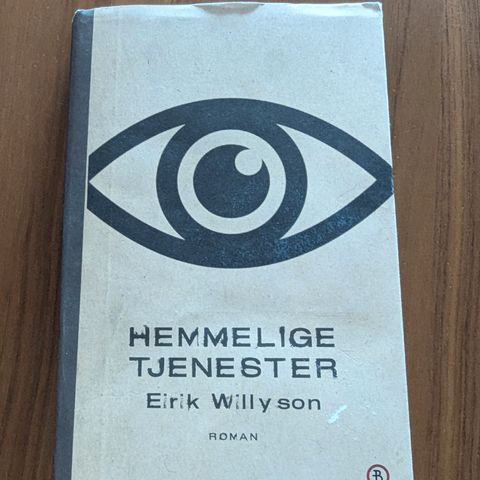 HEMMELIGE
TJENESTER
Eirik Willyson
ROMAN
B